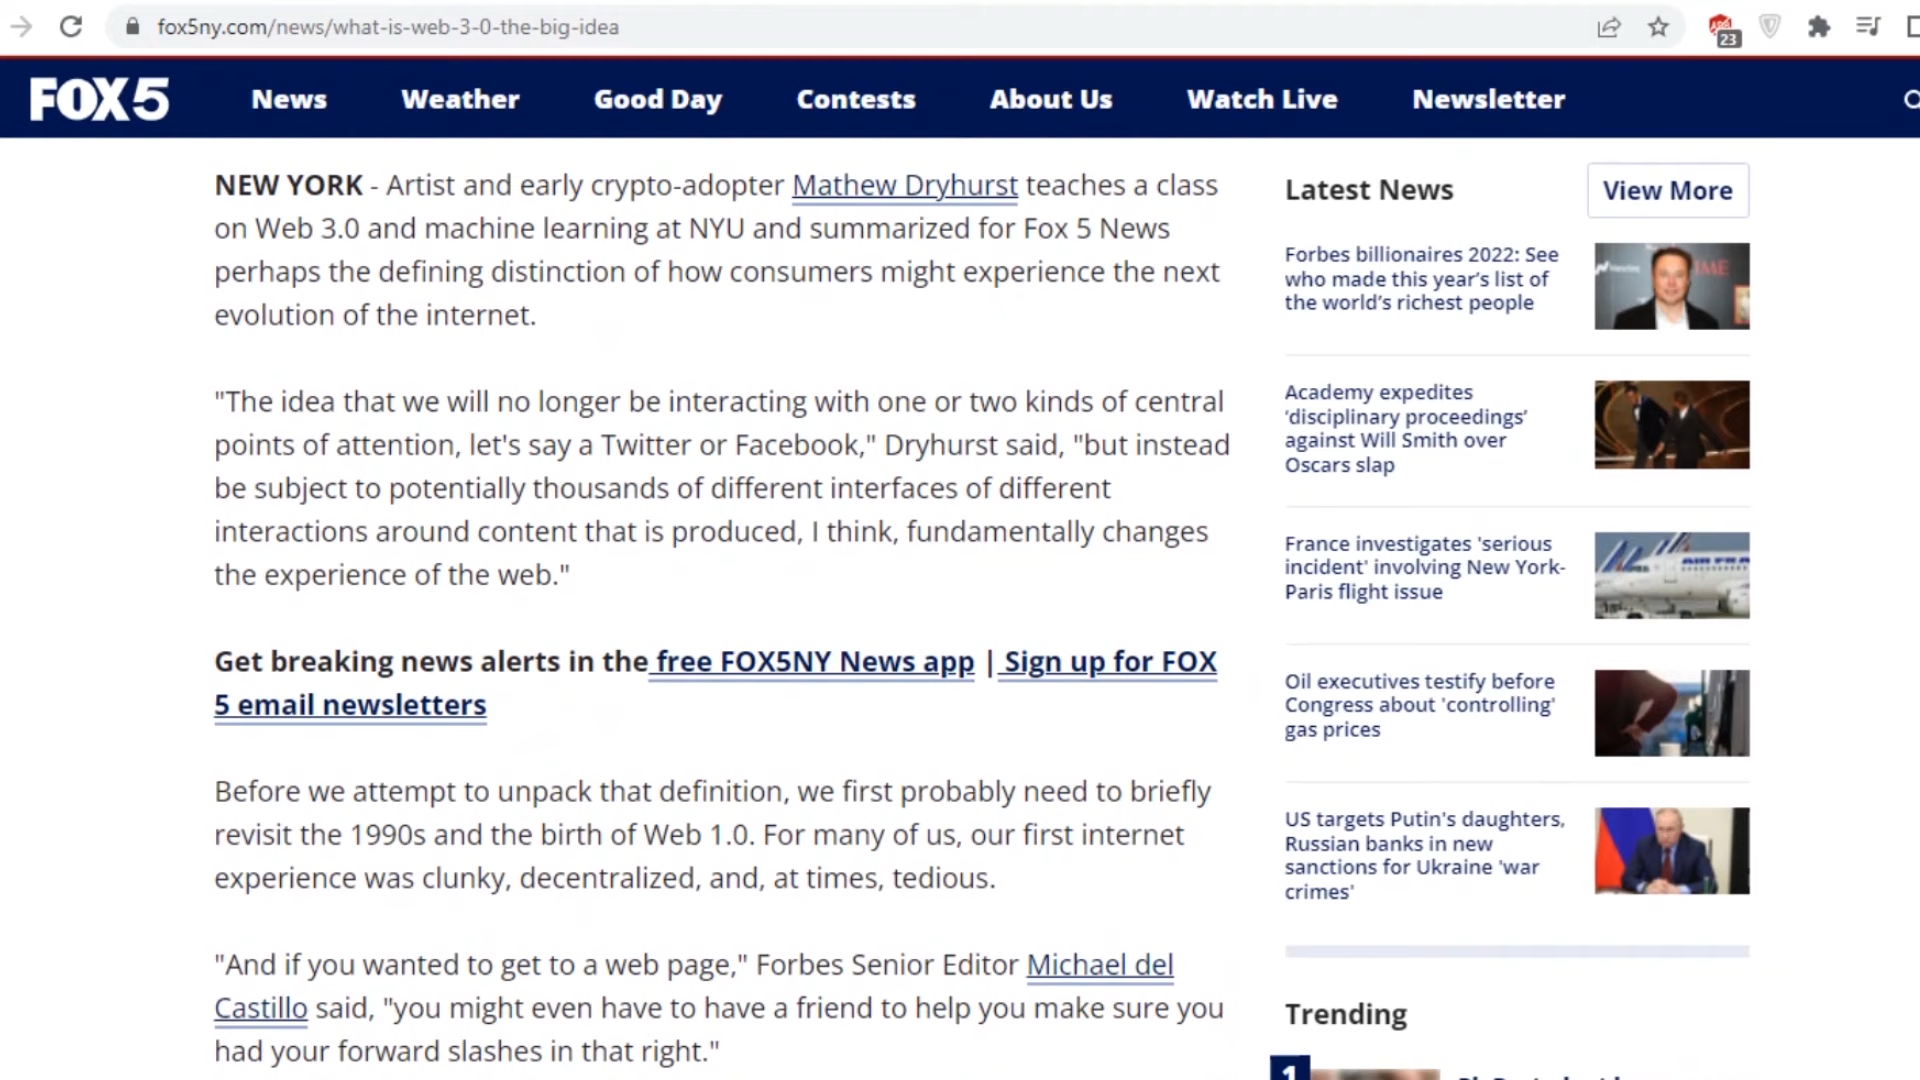 fox5ny.com/news/what-is-web-3-0-the-big-idea
23
FOX 5
News
Weather
Good Day
Contests
About Us
Watch Live
Newsletter
NEW YORK - Artist and early crypto-adopter Mathew Dryhurst teaches a class
on Web 3.0 and machine learning at NYU and summarized for Fox 5 News
perhaps the defining distinction of how consumers might experience the next
evolution of the internet.
"The idea that we will no longer be interacting with one or two kinds of central
points of attention, let's say a Twitter or Facebook," Dryhurst said, "but instead
be subject to potentially thousands of different interfaces of different
interactions around content that is produced, I think, fundamentally changes
the experience of the web."
Get breaking news alerts in the free FOX5NY News app | Sign up for FOX
5 email newsletters
Before we attempt to unpack that definition, we first probably need to briefly
revisit the 1990s and the birth of Web 1.0. For many of us, our first internet
experience was clunky, decentralized, and, at times, tedious.
"And if you wanted to get to a web page," Forbes Senior Editor Michael del
Castillo said, "you might even have to have a friend to help you make sure you
had your forward slashes in that right."
Latest News
View More
Forbes billionaires 2022: See
who made this year’s list of
the world’s richest people
TIME
Academy expedites
‘disciplinary proceedings’
against Will Smith over
Oscars slap
France investigates 'serious
incident' involving New York-
Paris flight issue
AIR FRA
Oil executives testify before
Congress about 'controlling'
gas prices
US targets Putin's daughters,
Russian banks in new
sanctions for Ukraine 'war
crimes'
Trending
1